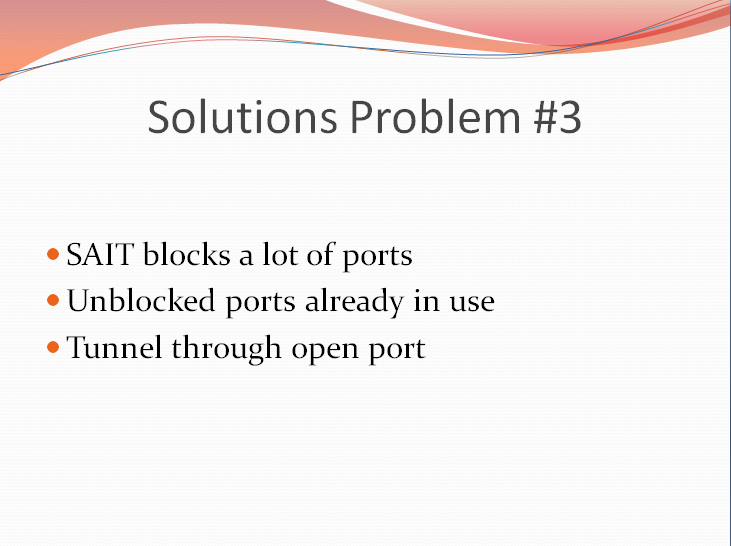 Solutions Problem #3
SAIT blocks a lot of ports
Unblocked ports already in use
Tunnel through open port